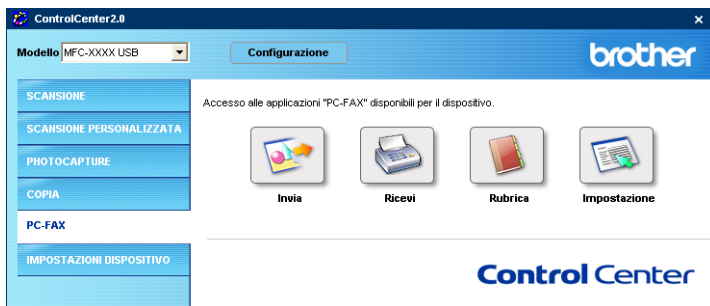 ControlCenter2.0
Modello MFC-XXXX USB Configurazione brother
SCANSIONE
SCANSIONE PERSONALIZZATA
PHOTOCAPTURE
COPIA
PC-FAX
IMPOSTAZIONI DISPOSITIVO
Accesso alle applicazioni "PC-FAX" disponibili per il dispositivo.
Invia Ricevi Rubrica Impostazione
Control Center